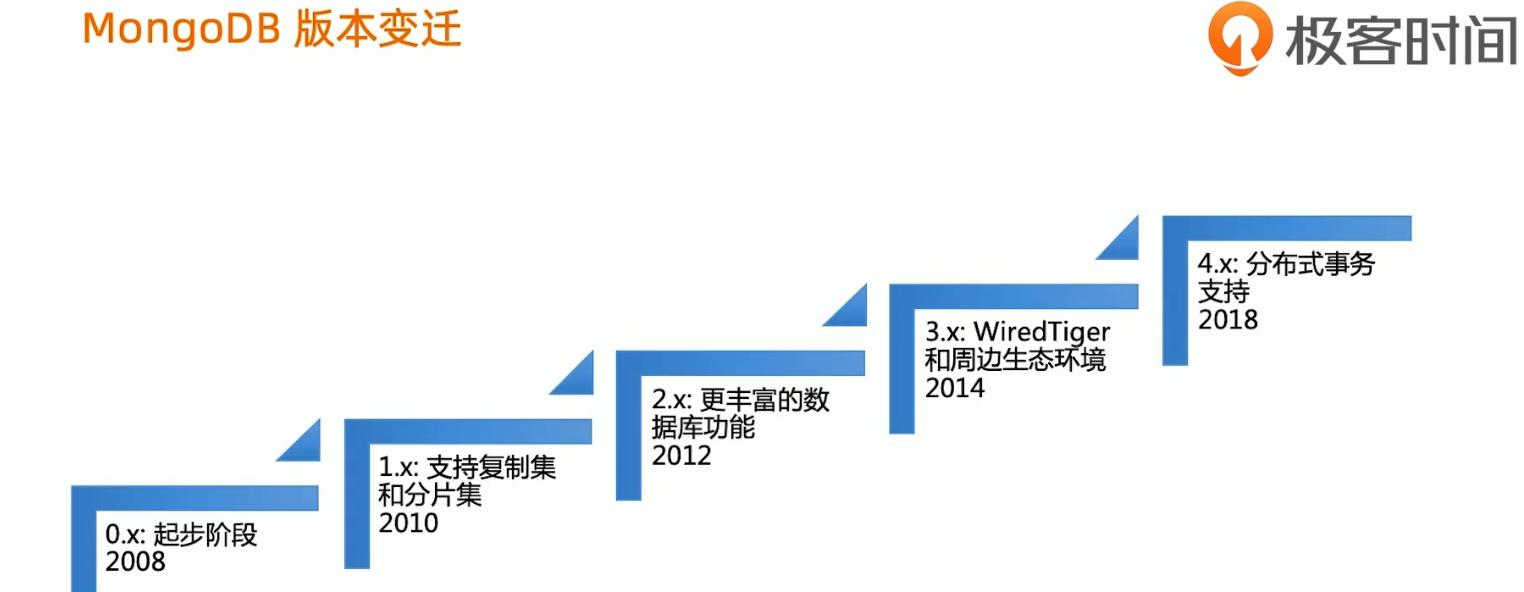 MongoDB 版本变迁
极客时间
0.x: 起步阶段
2008
1.x: 支持复制集
和分片集
2010
2.x: 更丰富的数
据库功能
2012
3.x: WiredTiger
和周边生态环境
2014
4.x: 分布式事务
支持
2018